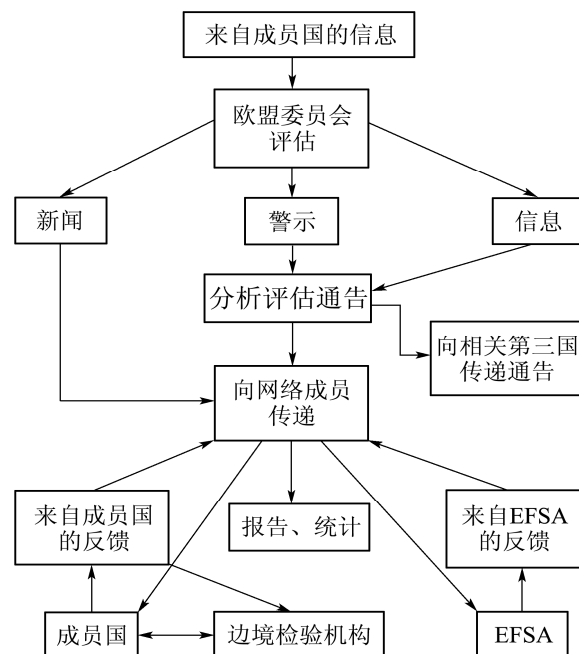 来自成员国的信息
欧盟委员会
评估
新闻
警示
信息
分析评估通告
向相关第三国
传递通告
向网络成员
传递
来自成员国
的反馈
报告、统计
来自EFSA
的反馈
成员国
边境检验机构
EFSA